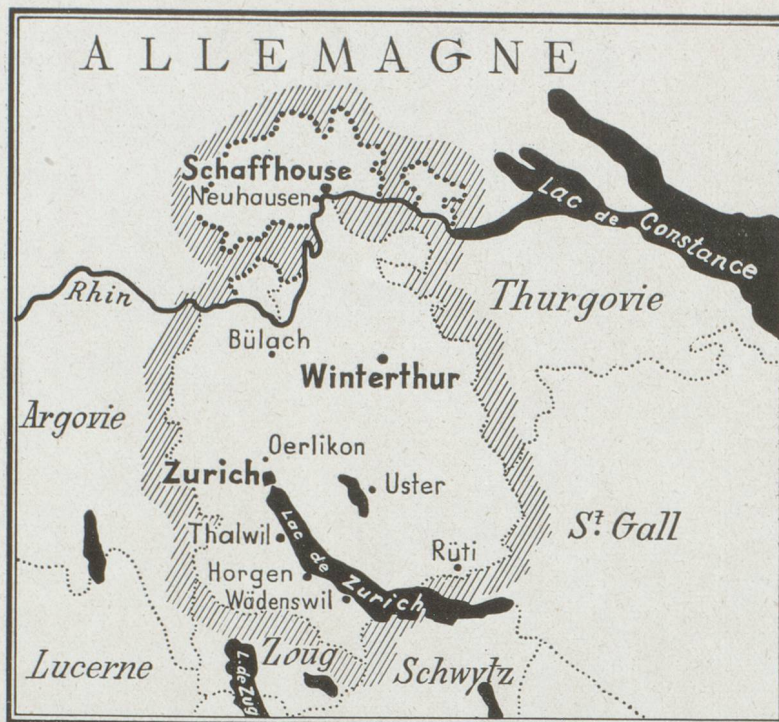 ALLEMAGNE
Schaffhouse
Neuhausen
Lac de Constance
Rhin
Thurgovie
Bülach
Winterthur
Argovie
Oerlikon
Zurich
Uster
St. Gall
Thalwil
Lac de Zurich
Rüti
Horgen
Wädenswil
Lucerne
L. de Zug
Zoug
Schwytz